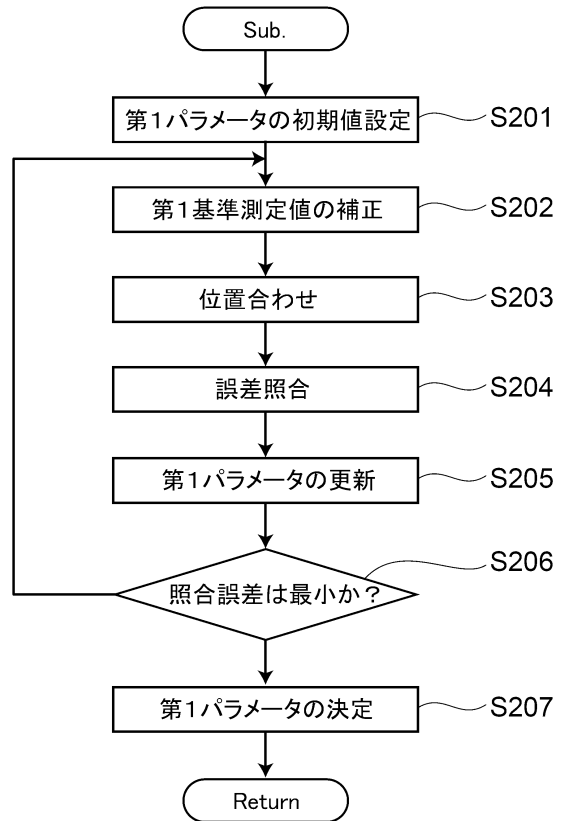 Sub.
第1パラメータの初期値設定
S201
第1基準測定値の補正
S202
位置合わせ
S203
誤差照合
S204
第1パラメータの更新
S205
照合誤差は最小か?
S206
第1パラメータの決定
S207
Return